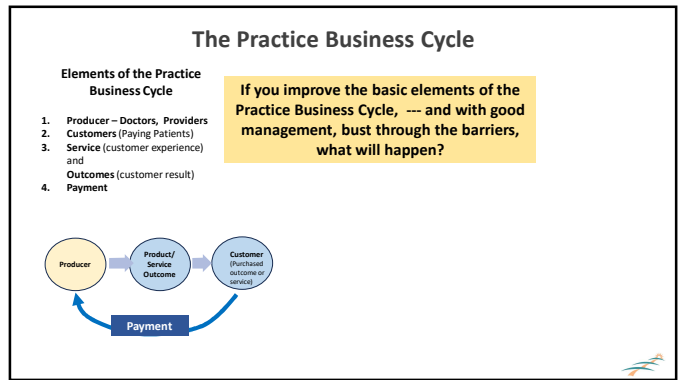 The Practice Business Cycle
Elements of the Practice
Business Cycle
1. Producer – Doctors, Providers
2. Customers (Paying Patients)
3. Service (customer experience)
and
Outcomes (customer result)
4. Payment
If you improve the basic elements of the
Practice Business Cycle, --- and with good
management, bust through the barriers,
what will happen?
Producer
Product/
Service
Outcome
Customer
(Purchased
outcome or
service)
Payment